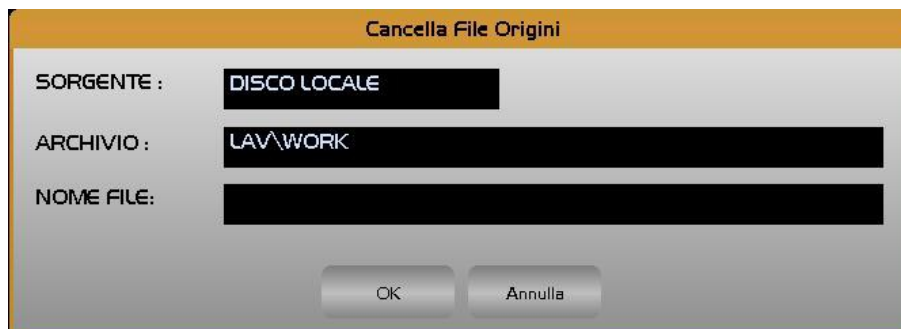 Cancella File Origini
SORGENTE : DISCO LOCALE
ARCHIVIO : LAV\WORK
NOME FILE:
OK Annulla